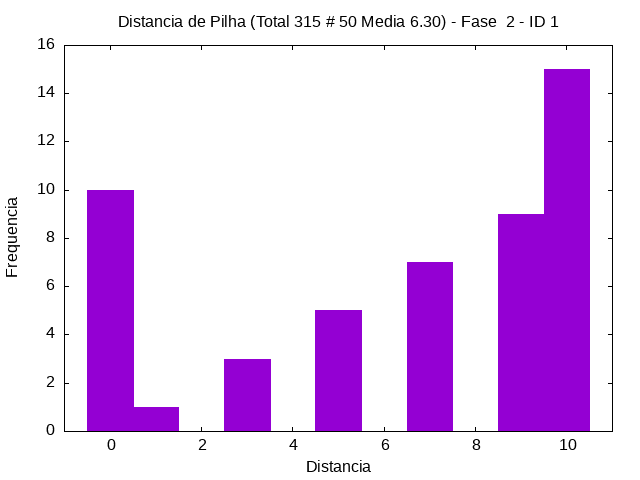 Distancia de Pilha (Total 315 # 50 Media 6.30) - Fase  2 - ID 1
16
14
12
10
8
6
4
2
0
Frequencia
0 2 4 6 8 10
Distancia